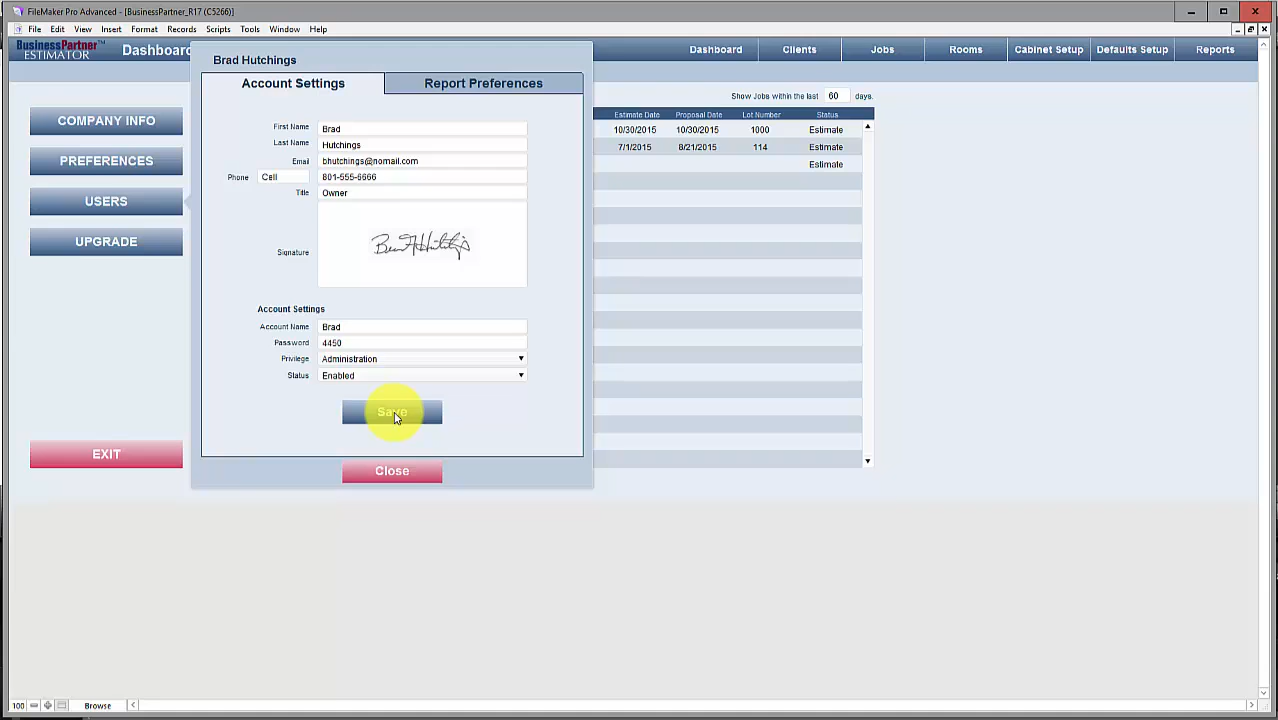 FileMaker Pro Advanced - [BusinessPartner_R17 (C5266)]
File Edit View Insert Format Records Scripts Tools Window Help
BusinessPartner™
ESTIMATOR
Dashboard
Dashboard Clients Jobs Rooms Cabinet Setup Defaults Setup Reports
Brad Hutchings
Account Settings Report Preferences
Show Jobs within the last 60 days.
COMPANY INFO
PREFERENCES
USERS
UPGRADE
EXIT
First Name Brad
Last Name Hutchings
Email bhutchings@nomail.com
Phone Cell 801-555-6666
Title Owner
Signature
Account Settings
Account Name Brad
Password 4450
Privilege Administration
Status Enabled
Save
Close
Estimate Date Proposal Date Lot Number Status
10/30/2015 10/30/2015 1000 Estimate
7/1/2015 8/21/2015 114 Estimate
Estimate
100 Browse